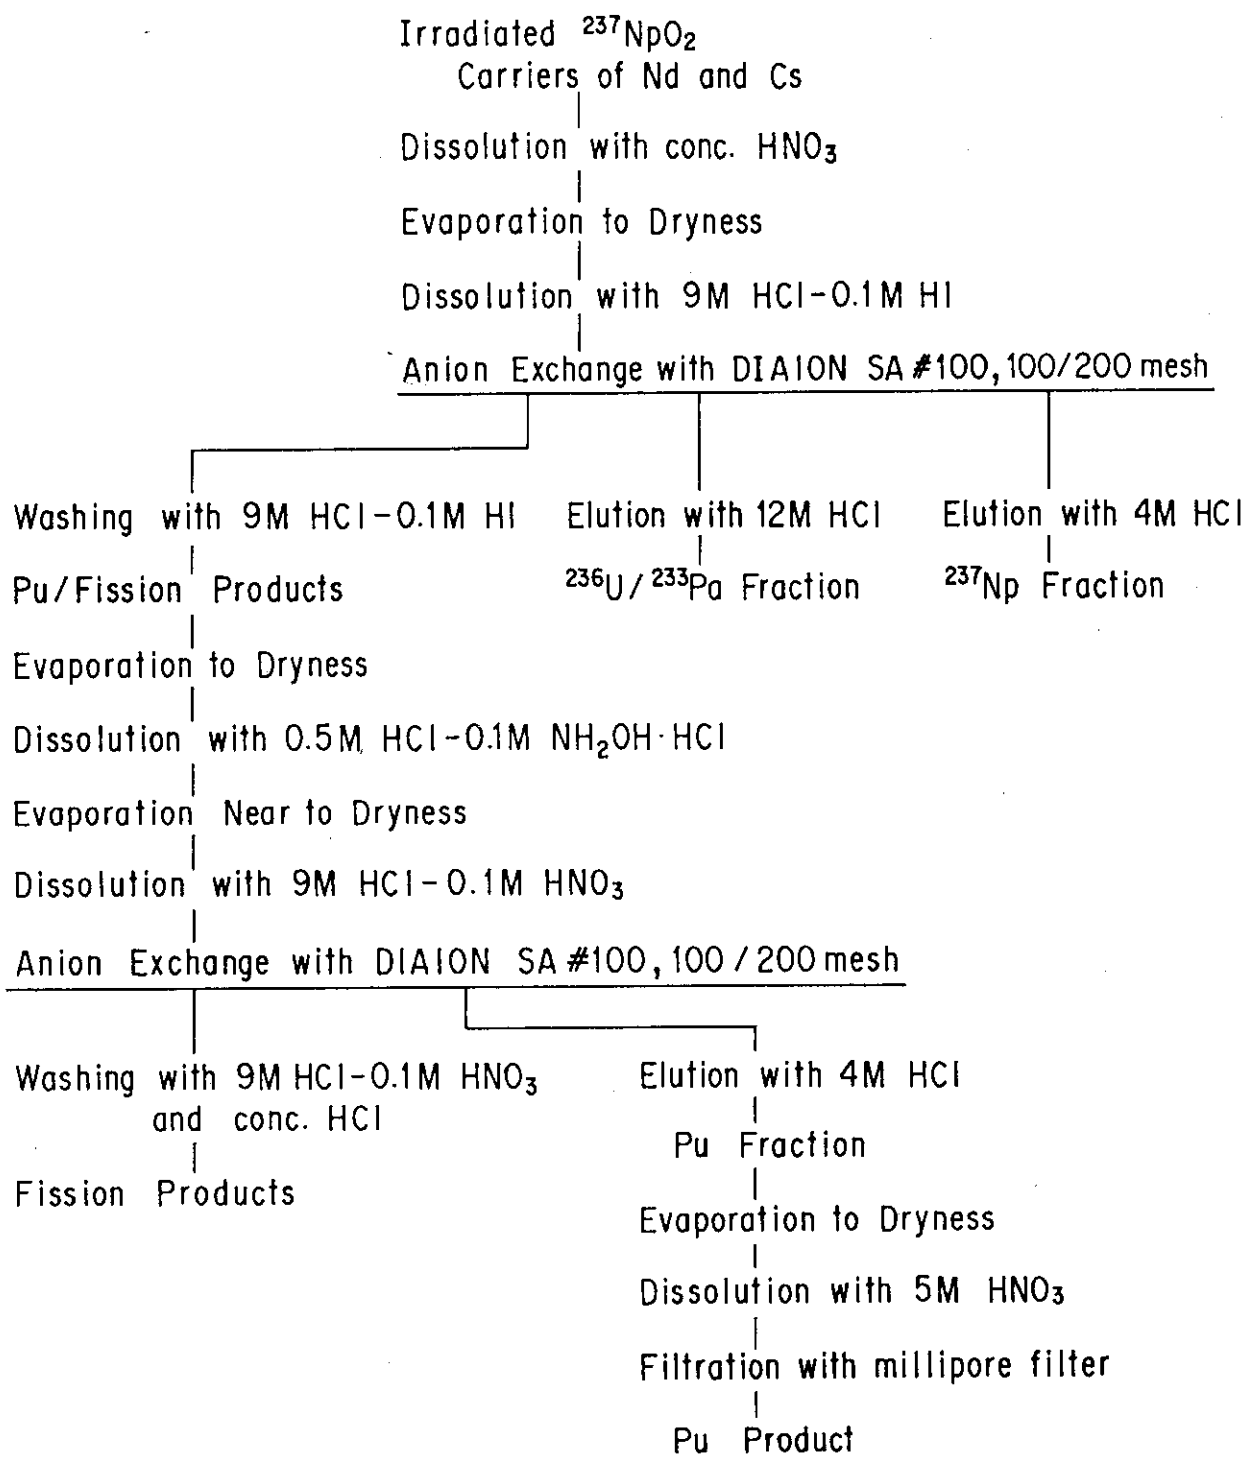 Irradiated ²³⁷NpO₂
Carriers of Nd and Cs
Dissolution with conc. HNO₃
Evaporation to Dryness
Dissolution with 9M HCl-0.1M HI
Anion Exchange with DIAION SA #100, 100/200 mesh
Washing with 9M HCl-0.1M HI
Elution with 12M HCl
Elution with 4M HCl
Pu/Fission Products
²³⁶U/²³³Pa Fraction
²³⁷Np Fraction
Evaporation to Dryness
Dissolution with 0.5M HCl-0.1M NH₂OH·HCl
Evaporation Near to Dryness
Dissolution with 9M HCl-0.1M HNO₃
Anion Exchange with DIAION SA #100, 100/200 mesh
Washing with 9M HCl-0.1M HNO₃
and conc. HCl
Fission Products
Elution with 4M HCl
Pu Fraction
Evaporation to Dryness
Dissolution with 5M HNO₃
Filtration with millipore filter
Pu Product